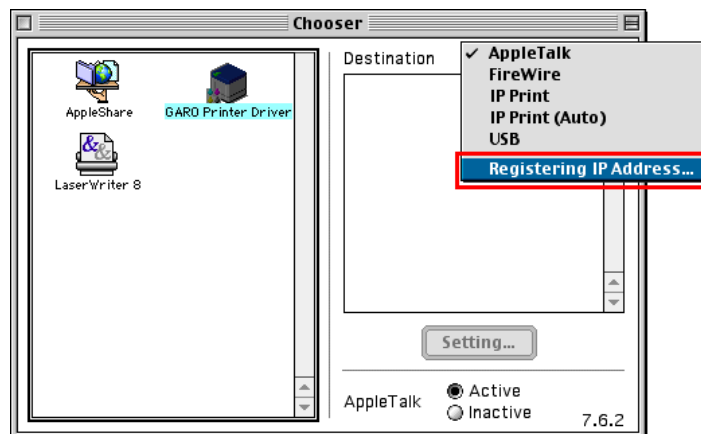 Chooser
AppleShare
GARO Printer Driver
LaserWriter 8
Destination
✓ AppleTalk
FireWire
IP Print
IP Print (Auto)
USB
Registering IP Address...
Setting...
AppleTalk
Active
Inactive
7.6.2